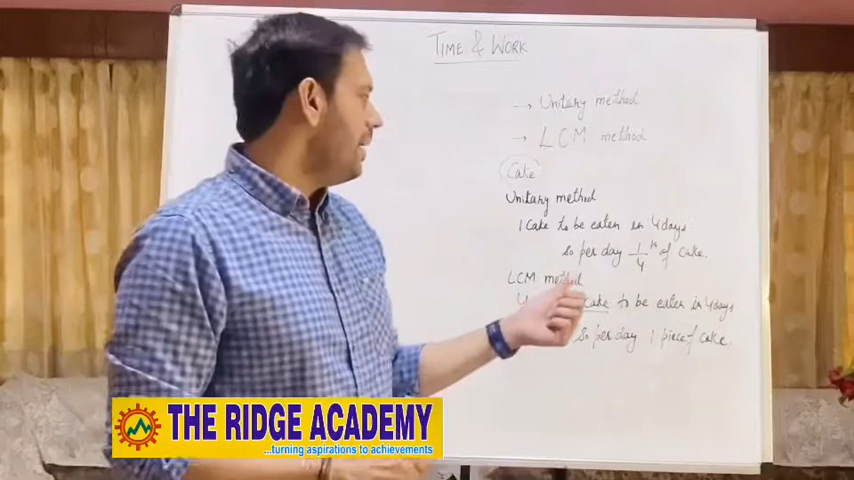 TIME & WORK
→ Unitary method
→ LCM method
Cake
Unitary method
1 Cake to be eaten in 4 days
So per day 1/4 th of cake.
LCM method
cake to be eaten in 4 days
So per day 1 piece of cake.
THE RIDGE ACADEMY
...turning aspirations to achievements